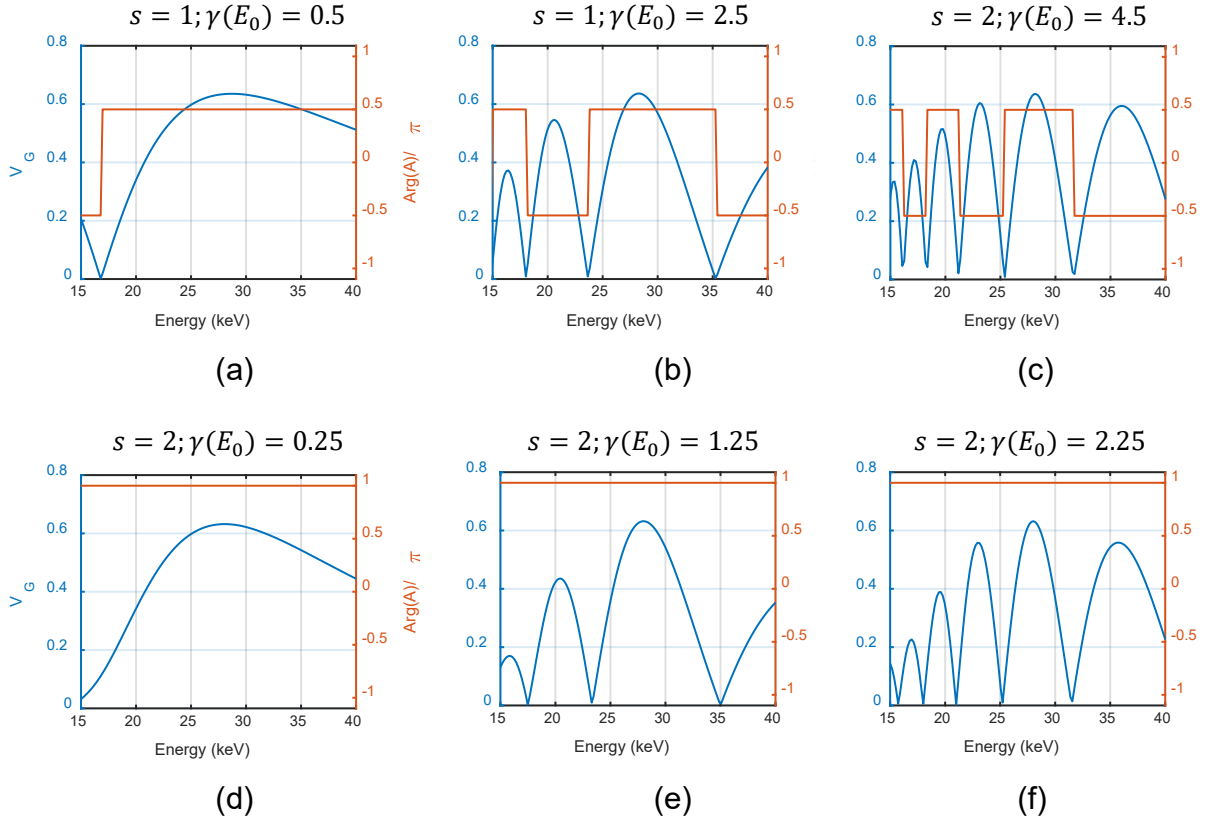 s = 1; γ(E₀) = 0.5
0.8
0.6
0.4
0.2
0
V_G
1
0.5
0
-0.5
-1
Arg(A)/ π
15 20 25 30 35 40
Energy (keV)
(a)
s = 1; γ(E₀) = 2.5
0.8
0.6
0.4
0.2
0
1
0.5
0
-0.5
-1
15 20 25 30 35 40
Energy (keV)
(b)
s = 2; γ(E₀) = 4.5
0.8
0.6
0.4
0.2
0
1
0.5
0
-0.5
-1
15 20 25 30 35 40
Energy (keV)
(c)
s = 2; γ(E₀) = 0.25
0.8
0.6
0.4
0.2
0
V_G
1
0.5
0
-0.5
-1
Arg(A)/ π
15 20 25 30 35 40
Energy (keV)
(d)
s = 2; γ(E₀) = 1.25
0.8
0.6
0.4
0.2
0
1
0.5
0
-0.5
-1
15 20 25 30 35 40
Energy (keV)
(e)
s = 2; γ(E₀) = 2.25
0.8
0.6
0.4
0.2
0
1
0.5
0
-0.5
-1
15 20 25 30 35 40
Energy (keV)
(f)